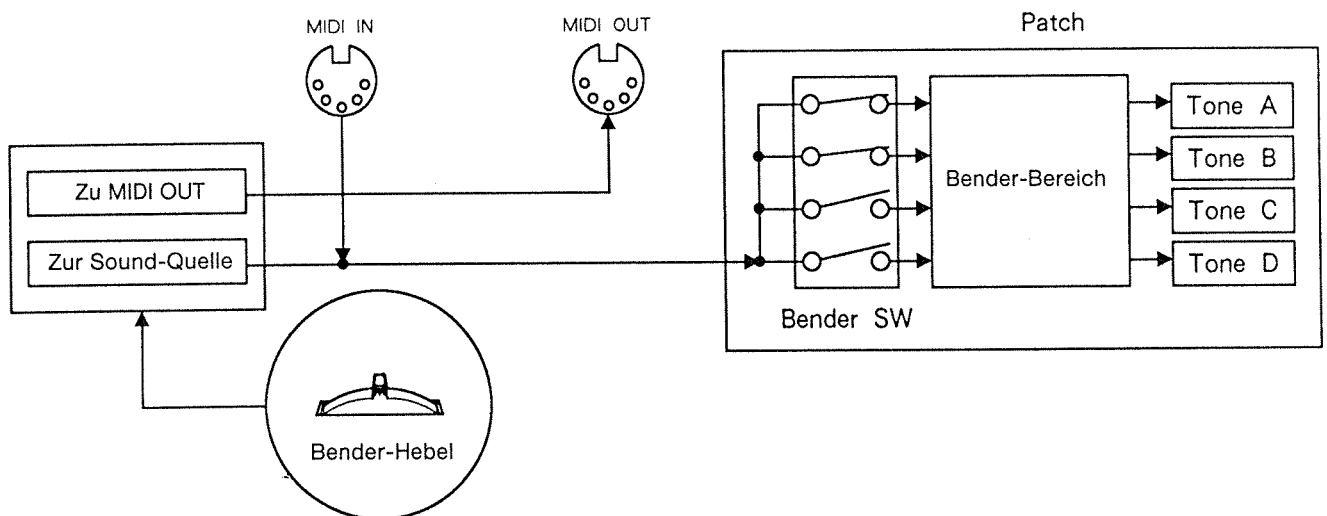 MIDI IN
MIDI OUT
Patch
Zu MIDI OUT
Zur Sound-Quelle
Bender-Hebel
Bender SW
Bender-Bereich
Tone A
Tone B
Tone C
Tone D